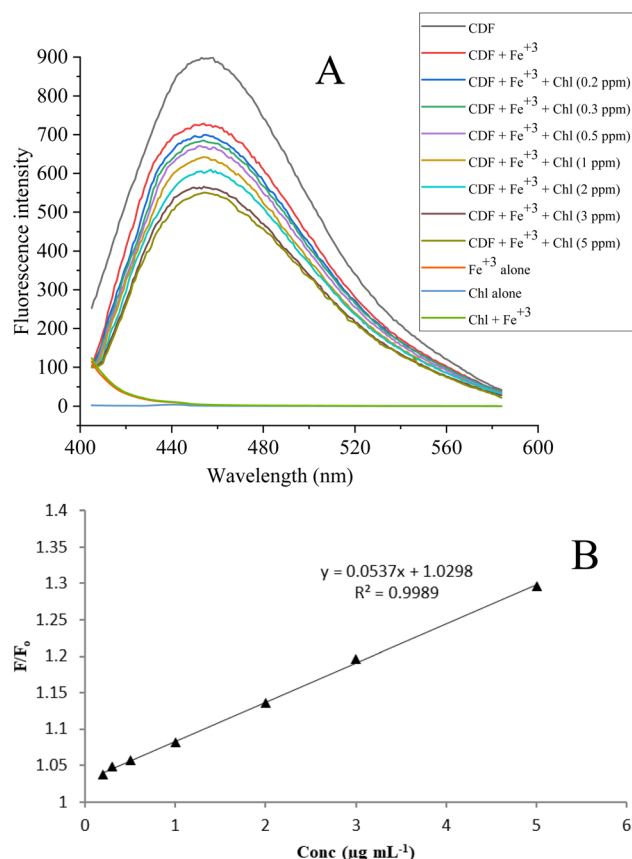 A
CDF
CDF + Fe+3
CDF + Fe+3 + Chl (0.2 ppm)
CDF + Fe+3 + Chl (0.3 ppm)
CDF + Fe+3 + Chl (0.5 ppm)
CDF + Fe+3 + Chl (1 ppm)
CDF + Fe+3 + Chl (2 ppm)
CDF + Fe+3 + Chl (3 ppm)
CDF + Fe+3 + Chl (5 ppm)
Fe+3 alone
Chl alone
Chl + Fe+3
Fluorescence intensity
900
800
700
600
500
400
300
200
100
0
400 440 480 520 560 600
Wavelength (nm)
B
y = 0.0537x + 1.0298
R² = 0.9989
F/Fo
1.4
1.35
1.3
1.25
1.2
1.15
1.1
1.05
1
0 1 2 3 4 5 6
Conc (µg mL-1)